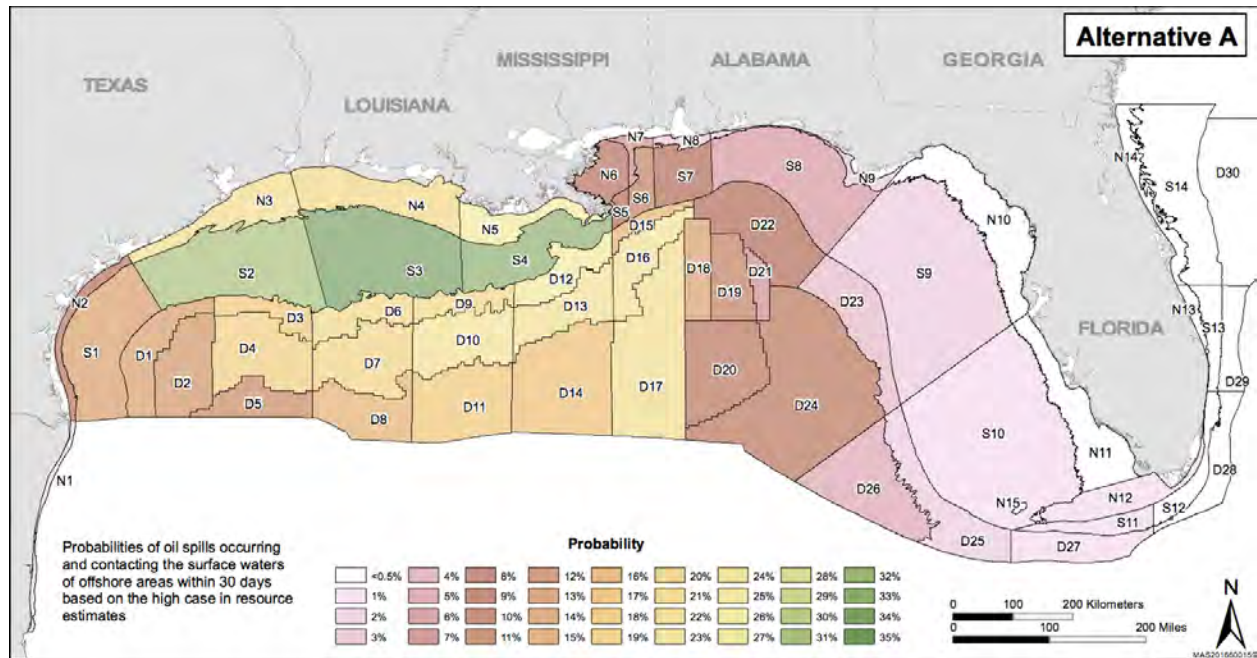 Alternative A
TEXAS
LOUISIANA
MISSISSIPPI
ALABAMA
GEORGIA
FLORIDA
N1
N2
N3
N4
N5
N6
N7
N8
N9
N10
N11
N12
N13
N14
N15
S1
S2
S3
S4
S5
S6
S7
S8
S9
S10
S11
S12
S13
S14
D1
D2
D3
D4
D5
D6
D7
D8
D9
D10
D11
D12
D13
D14
D15
D16
D17
D18
D19
D20
D21
D22
D23
D24
D25
D26
D27
D28
D29
D30
Probabilities of oil spills occurring
and contacting the surface waters
of offshore areas within 30 days
based on the high case in resource
estimates
Probability
<0.5% 4% 8% 12% 16% 20% 24% 28% 32%
1% 5% 9% 13% 17% 21% 25% 29% 33%
2% 6% 10% 14% 18% 22% 26% 30% 34%
3% 7% 11% 15% 19% 23% 27% 31% 35%
N
0 100 200 Kilometers
0 100 200 Miles